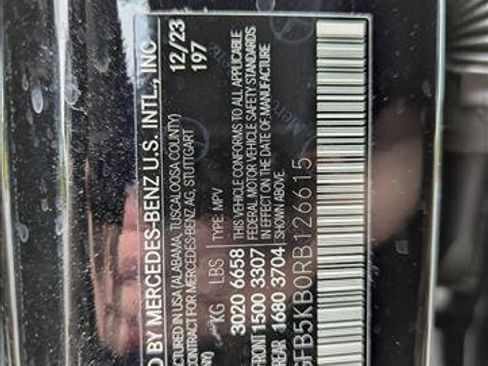 D BY MERCEDES-BENZ U.S. INTL., INC
CTURED IN USA (ALABAMA, TUSCALOOSA COUNTY)
CONTRACT FOR MERCEDES-BENZ AG, STUTTGART
12/23
197
KG LBS TYPE: MPV
3020 6658
FRONT 1500 3307
REAR 1680 3704
THIS VEHICLE CONFORMS TO ALL APPLICABLE
FEDERAL MOTOR VEHICLE SAFETY STANDARDS
IN EFFECT ON THE DATE OF MANUFACTURE
SHOWN ABOVE.
GFB5KB0RB126615